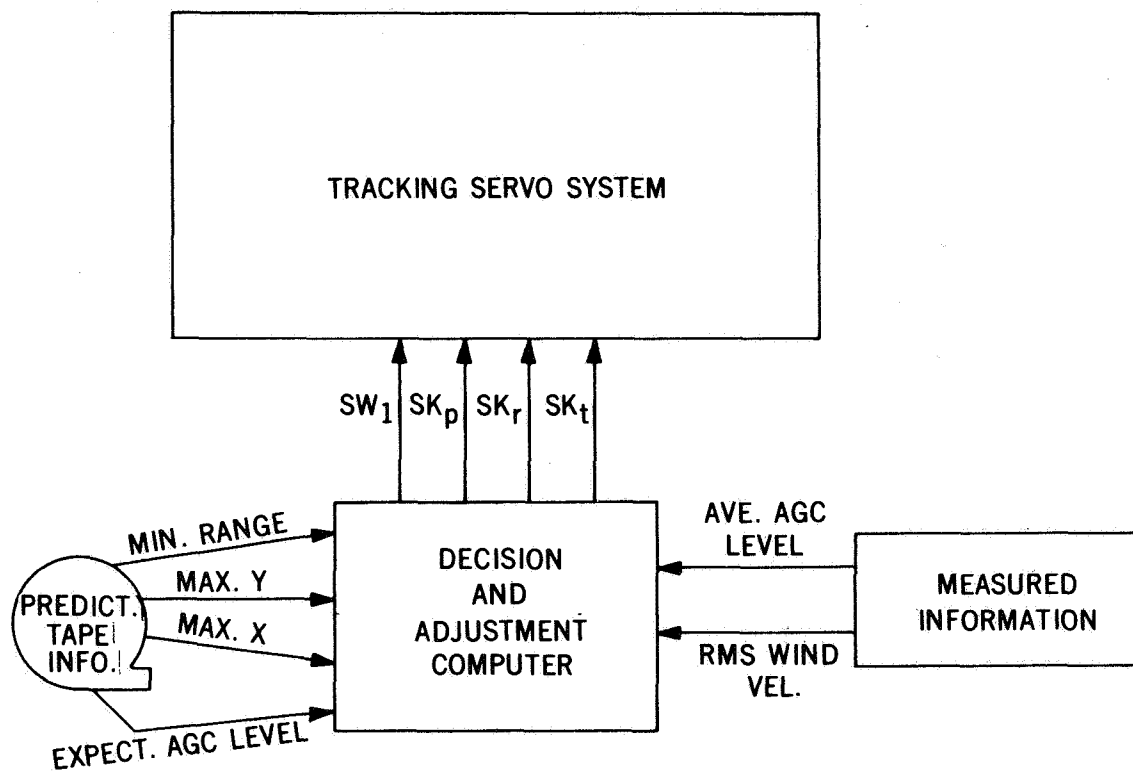 TRACKING SERVO SYSTEM
SW1 SKp SKr SKt
MIN. RANGE
MAX. Y
MAX. X
EXPECT. AGC LEVEL
PREDICT.
TAPE
INFO.
DECISION
AND
ADJUSTMENT
COMPUTER
AVE. AGC
LEVEL
RMS WIND
VEL.
MEASURED
INFORMATION